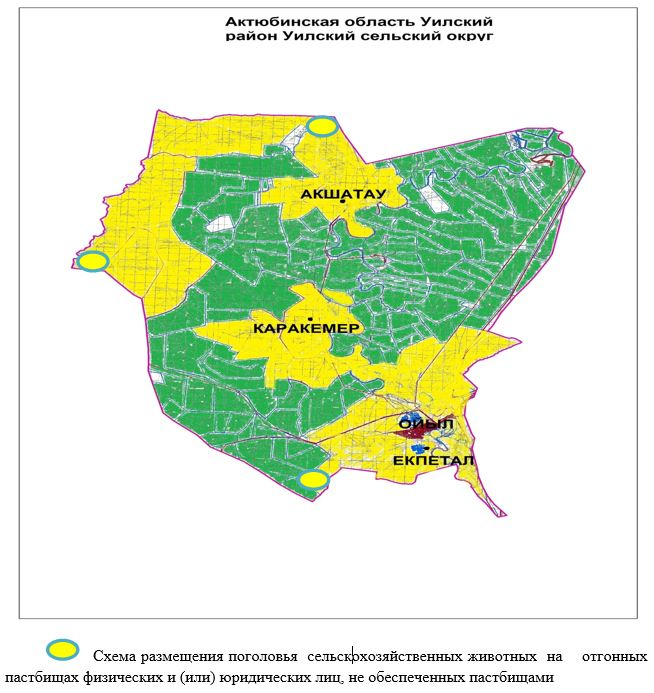 Актюбинская область Уилский
район Уилский сельский округ
АКШАТАУ
КАРАКЕМЕР
ОЙЫЛ
ЕКПЕТАЛ
Схема размещения поголовья сельскохозяйственных животных на отгонных
пастбищах физических и (или) юридических лиц, не обеспеченных пастбищами